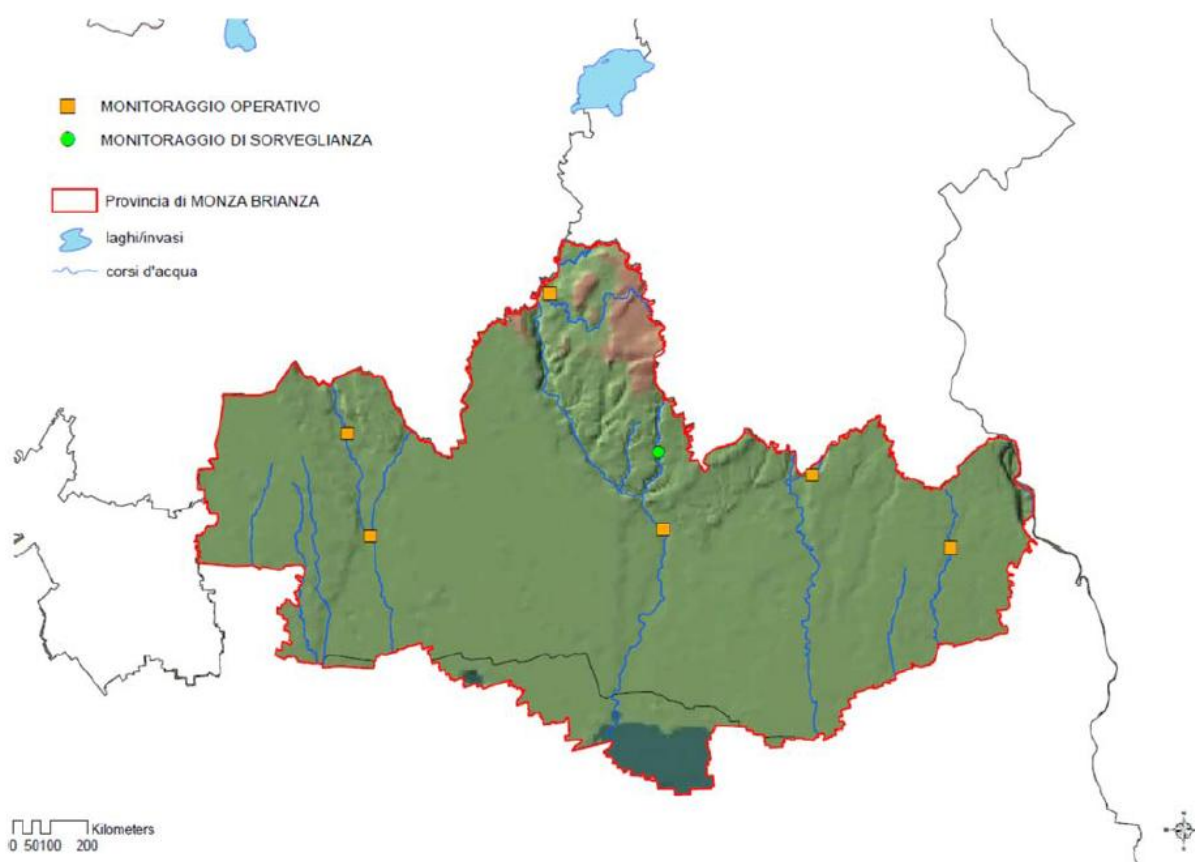 MONITORAGGIO OPERATIVO
MONITORAGGIO DI SORVEGLIANZA
Provincia di MONZA BRIANZA
laghi/invasi
corsi d'acqua
Kilometers
0 50100 200